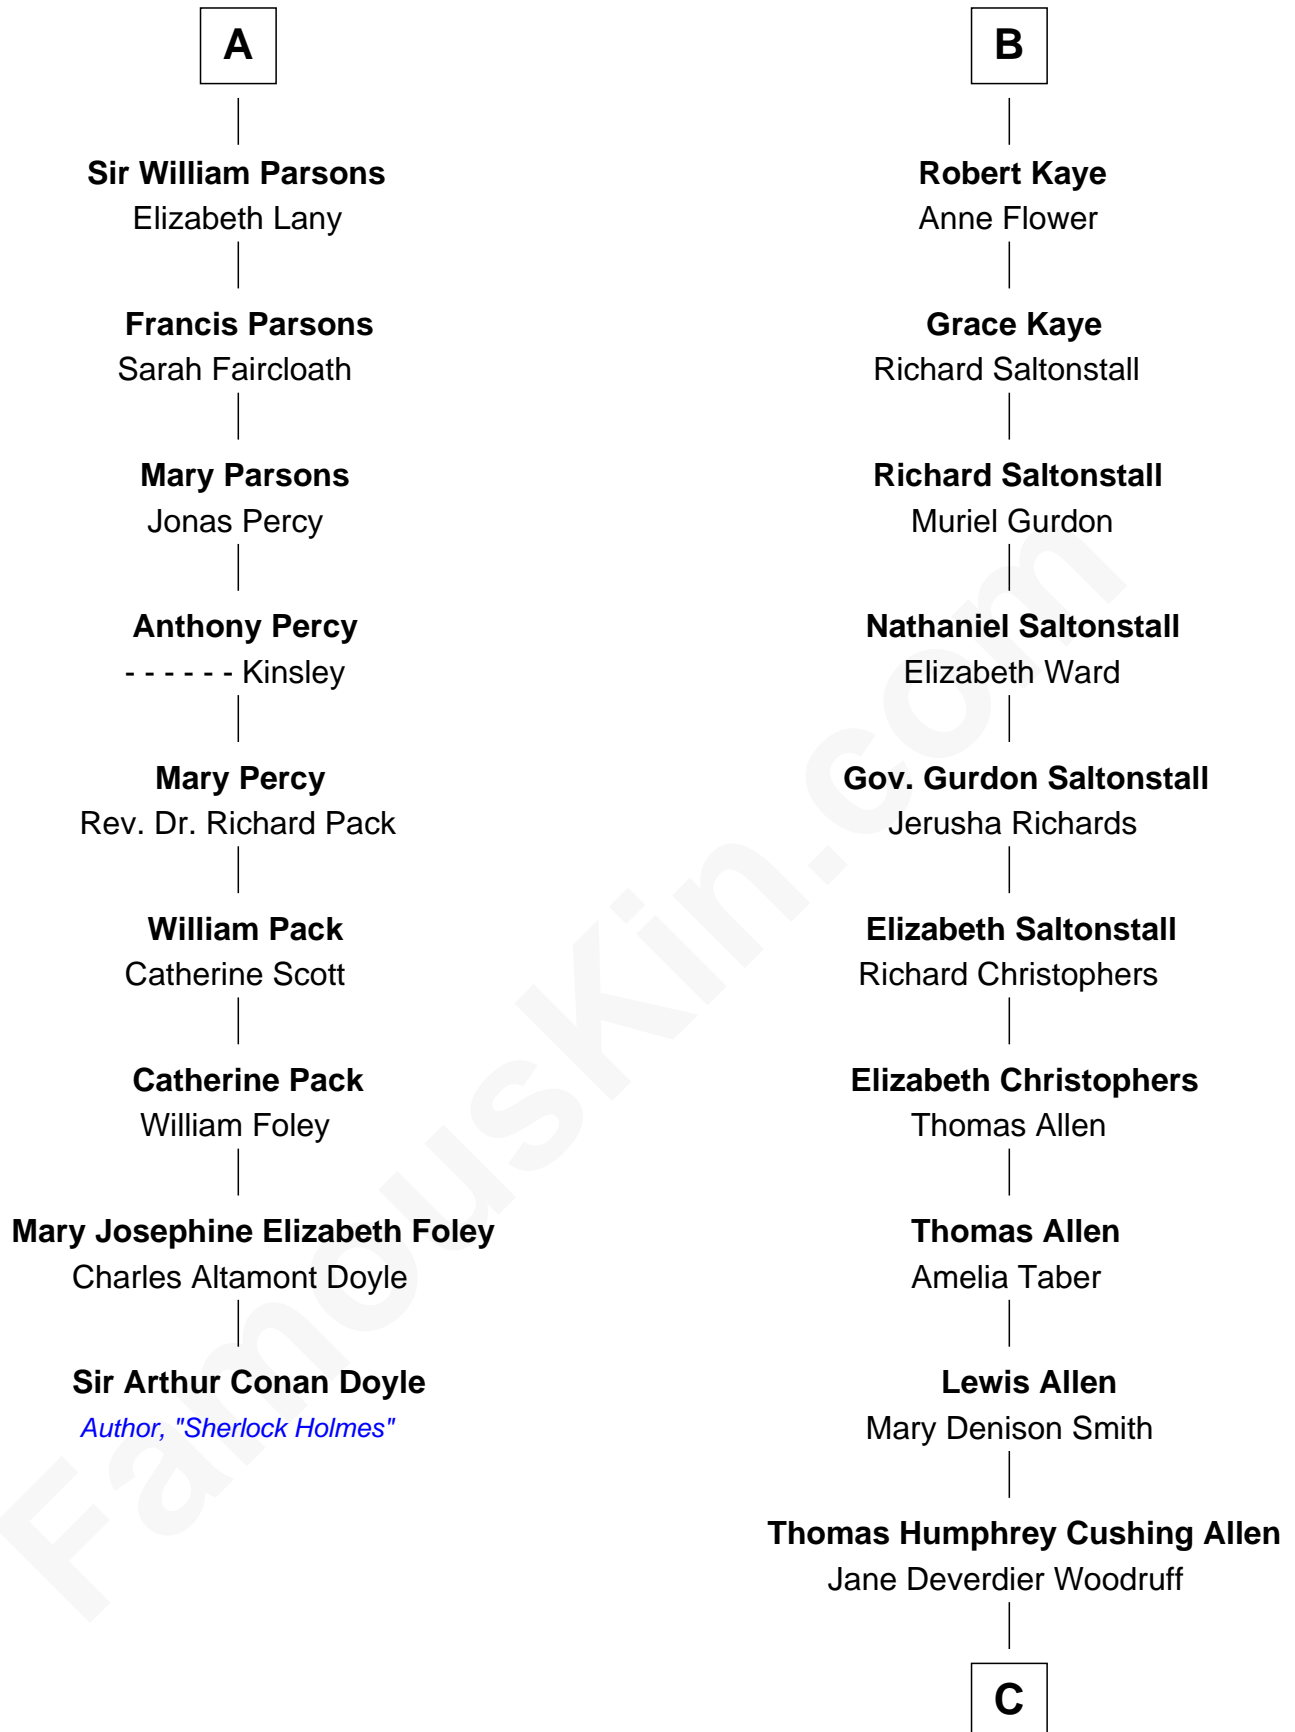 A
Sir William Parsons
Elizabeth Lany
Francis Parsons
Sarah Faircloath
Mary Parsons
Jonas Percy
Anthony Percy
- - - - - - Kinsley
Mary Percy
Rev. Dr. Richard Pack
William Pack
Catherine Scott
Catherine Pack
William Foley
Mary Josephine Elizabeth Foley
Charles Altamont Doyle
Sir Arthur Conan Doyle
Author, "Sherlock Holmes"
B
Robert Kaye
Anne Flower
Grace Kaye
Richard Saltonstall
Richard Saltonstall
Muriel Gurdon
Nathaniel Saltonstall
Elizabeth Ward
Gov. Gurdon Saltonstall
Jerusha Richards
Elizabeth Saltonstall
Richard Christophers
Elizabeth Christophers
Thomas Allen
Thomas Allen
Amelia Taber
Lewis Allen
Mary Denison Smith
Thomas Humphrey Cushing Allen
Jane Deverdier Woodruff
C
FamousKin.com